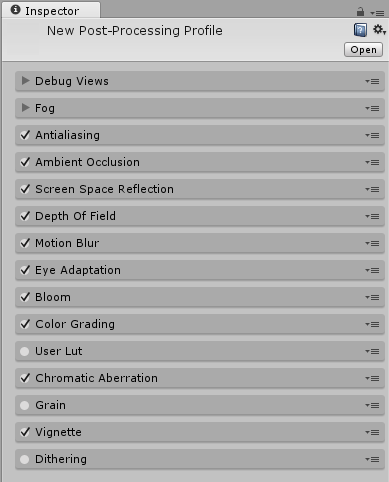 Inspector
New Post-Processing Profile
Open
Debug Views
Fog
Antialiasing
Ambient Occlusion
Screen Space Reflection
Depth Of Field
Motion Blur
Eye Adaptation
Bloom
Color Grading
User Lut
Chromatic Aberration
Grain
Vignette
Dithering